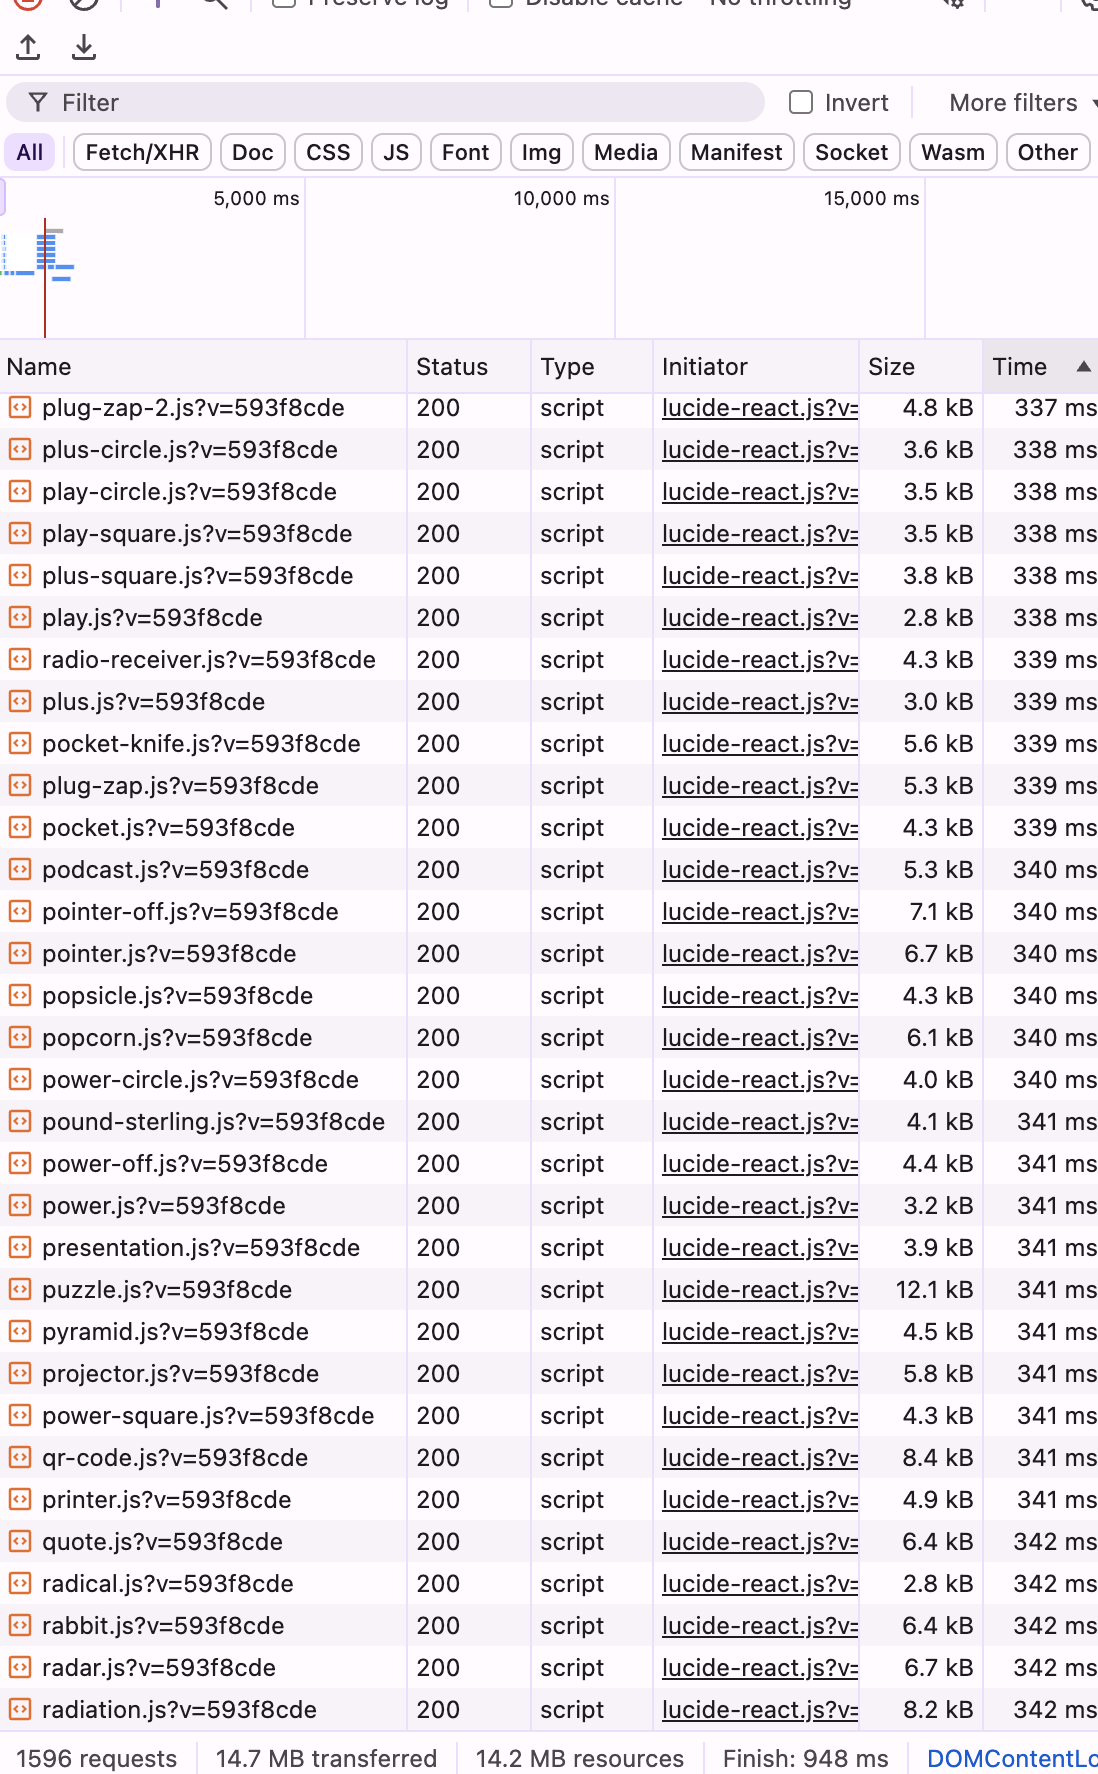 Preserve log Disable cache No throttling
Filter Invert More filters
All Fetch/XHR Doc CSS JS Font Img Media Manifest Socket Wasm Other
5,000 ms 10,000 ms 15,000 ms
Name Status Type Initiator Size Time
plug-zap-2.js?v=593f8cde 200 script lucide-react.js?v= 4.8 kB 337 ms
plus-circle.js?v=593f8cde 200 script lucide-react.js?v= 3.6 kB 338 ms
play-circle.js?v=593f8cde 200 script lucide-react.js?v= 3.5 kB 338 ms
play-square.js?v=593f8cde 200 script lucide-react.js?v= 3.5 kB 338 ms
plus-square.js?v=593f8cde 200 script lucide-react.js?v= 3.8 kB 338 ms
play.js?v=593f8cde 200 script lucide-react.js?v= 2.8 kB 338 ms
radio-receiver.js?v=593f8cde 200 script lucide-react.js?v= 4.3 kB 339 ms
plus.js?v=593f8cde 200 script lucide-react.js?v= 3.0 kB 339 ms
pocket-knife.js?v=593f8cde 200 script lucide-react.js?v= 5.6 kB 339 ms
plug-zap.js?v=593f8cde 200 script lucide-react.js?v= 5.3 kB 339 ms
pocket.js?v=593f8cde 200 script lucide-react.js?v= 4.3 kB 339 ms
podcast.js?v=593f8cde 200 script lucide-react.js?v= 5.3 kB 340 ms
pointer-off.js?v=593f8cde 200 script lucide-react.js?v= 7.1 kB 340 ms
pointer.js?v=593f8cde 200 script lucide-react.js?v= 6.7 kB 340 ms
popsicle.js?v=593f8cde 200 script lucide-react.js?v= 4.3 kB 340 ms
popcorn.js?v=593f8cde 200 script lucide-react.js?v= 6.1 kB 340 ms
power-circle.js?v=593f8cde 200 script lucide-react.js?v= 4.0 kB 340 ms
pound-sterling.js?v=593f8cde 200 script lucide-react.js?v= 4.1 kB 341 ms
power-off.js?v=593f8cde 200 script lucide-react.js?v= 4.4 kB 341 ms
power.js?v=593f8cde 200 script lucide-react.js?v= 3.2 kB 341 ms
presentation.js?v=593f8cde 200 script lucide-react.js?v= 3.9 kB 341 ms
puzzle.js?v=593f8cde 200 script lucide-react.js?v= 12.1 kB 341 ms
pyramid.js?v=593f8cde 200 script lucide-react.js?v= 4.5 kB 341 ms
projector.js?v=593f8cde 200 script lucide-react.js?v= 5.8 kB 341 ms
power-square.js?v=593f8cde 200 script lucide-react.js?v= 4.3 kB 341 ms
qr-code.js?v=593f8cde 200 script lucide-react.js?v= 8.4 kB 341 ms
printer.js?v=593f8cde 200 script lucide-react.js?v= 4.9 kB 341 ms
quote.js?v=593f8cde 200 script lucide-react.js?v= 6.4 kB 342 ms
radical.js?v=593f8cde 200 script lucide-react.js?v= 2.8 kB 342 ms
rabbit.js?v=593f8cde 200 script lucide-react.js?v= 6.4 kB 342 ms
radar.js?v=593f8cde 200 script lucide-react.js?v= 6.7 kB 342 ms
radiation.js?v=593f8cde 200 script lucide-react.js?v= 8.2 kB 342 ms
1596 requests 14.7 MB transferred 14.2 MB resources Finish: 948 ms DOMContentLo